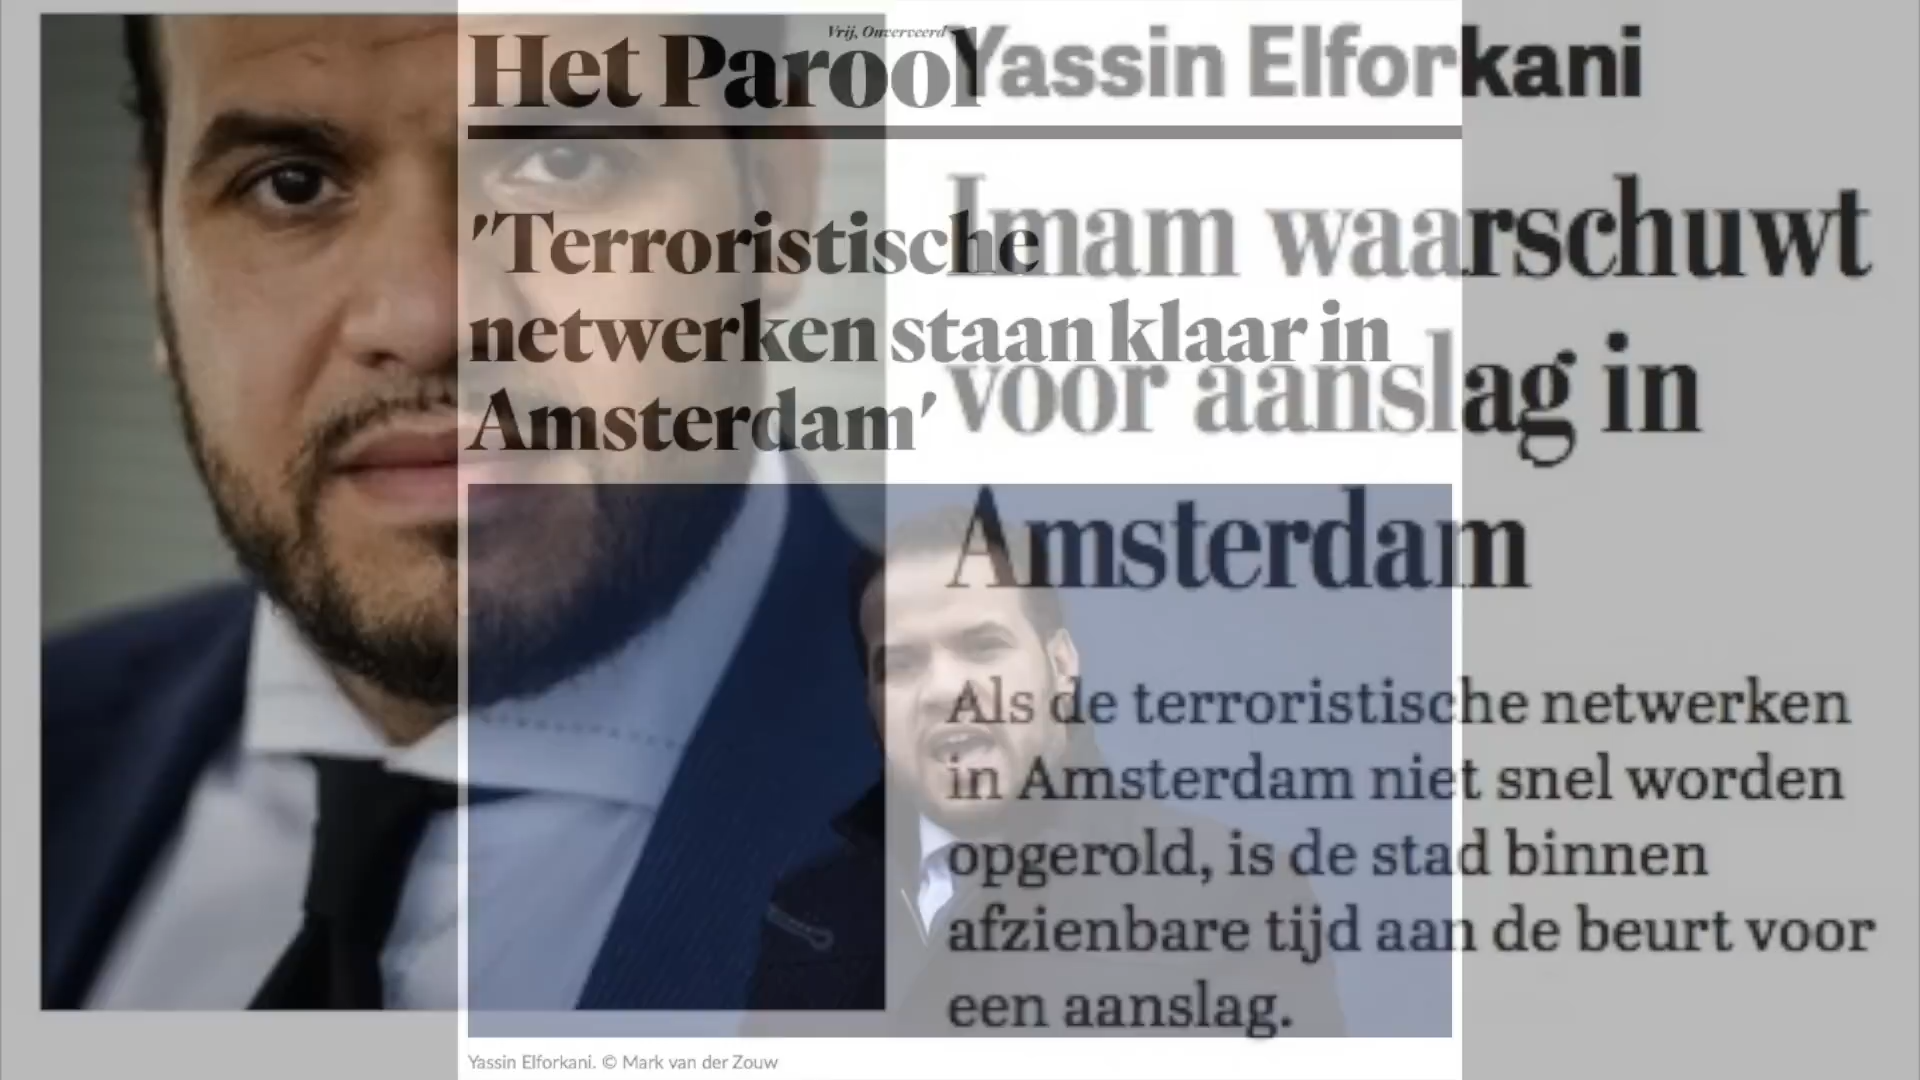 Vrij, Onverveerd
Het Parool
'Terroristische
netwerken staan klaar in
Amsterdam'
Yassin Elforkani. © Mark van der Zouw
Yassin Elforkani
Imam waarschuwt
voor aanslag in
Amsterdam
Als de terroristische netwerken
in Amsterdam niet snel worden
opgerold, is de stad binnen
afzienbare tijd aan de beurt voor
een aanslag.